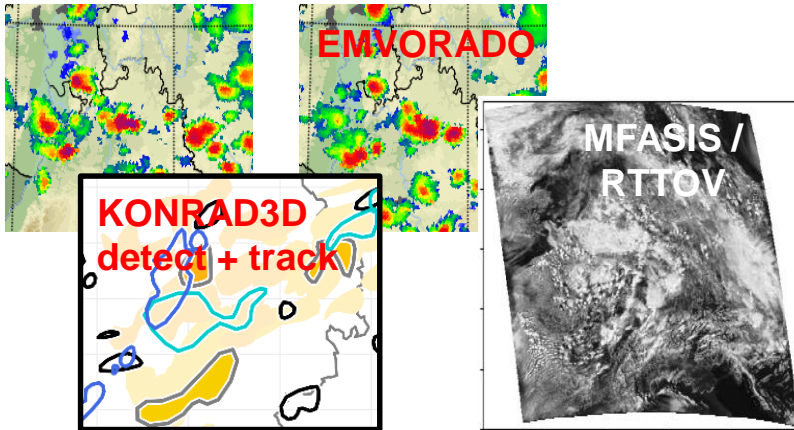 EMVORADO
MFASIS /
RTTOV
KONRAD3D
detect + track